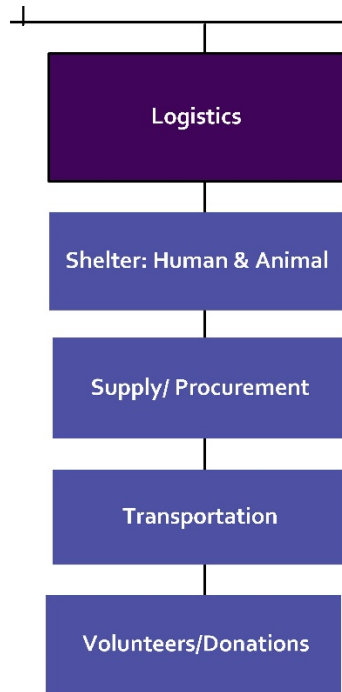 Logistics
Shelter: Human & Animal
Supply/ Procurement
Transportation
Volunteers/Donations